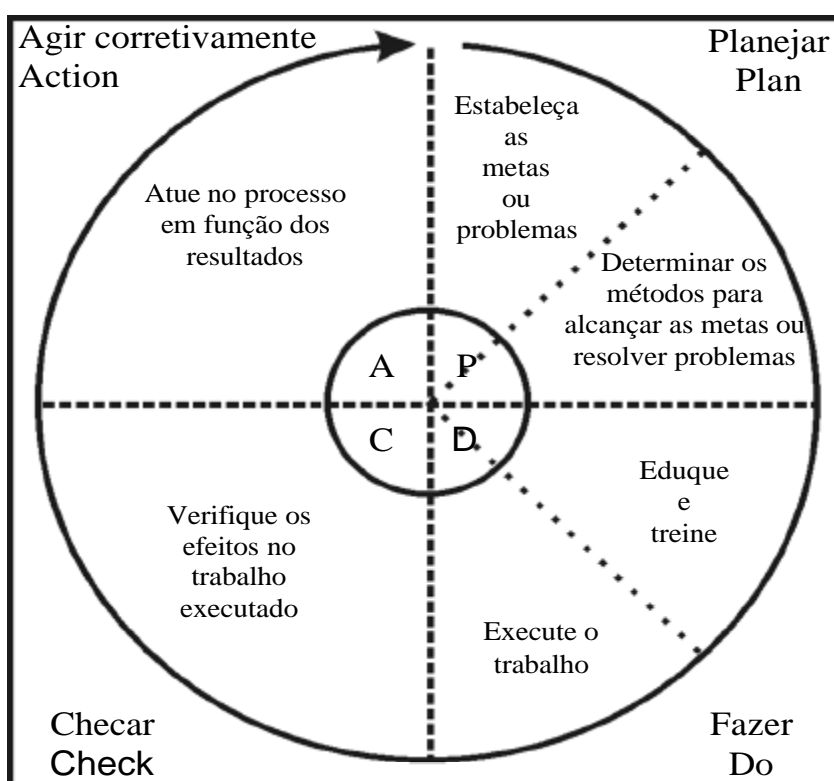 Agir corretivamente
Action
Planejar
Plan
Estabeleça
as
metas
ou
problemas
Atue no processo
em função dos
resultados
Determinar os
métodos para
alcançar as metas ou
resolver problemas
A
P
C
D
Eduque
e
treine
Verifique os
efeitos no
trabalho
executado
Execute o
trabalho
Checar
Check
Fazer
Do